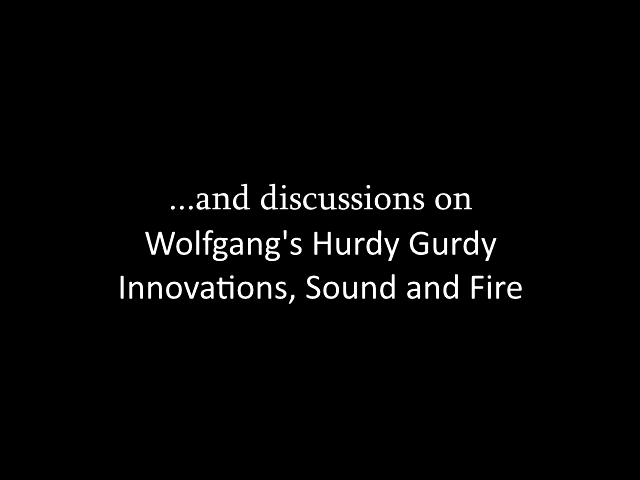 ...and discussions on
Wolfgang's Hurdy Gurdy
Innovations, Sound and Fire